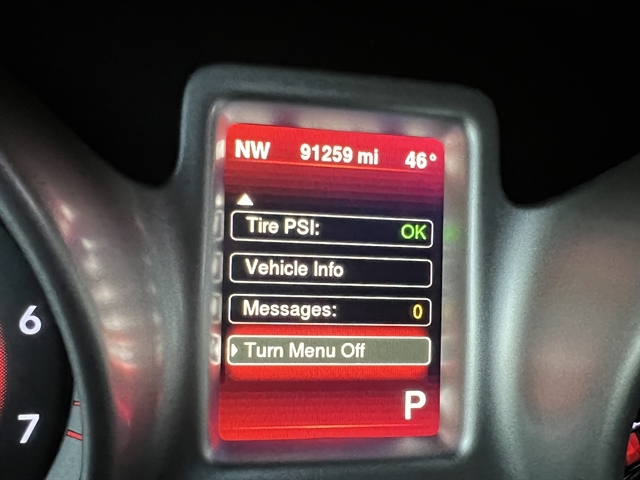 NW 91259 mi 46°
Tire PSI: OK
Vehicle Info
Messages: 0
Turn Menu Off
P
6
7